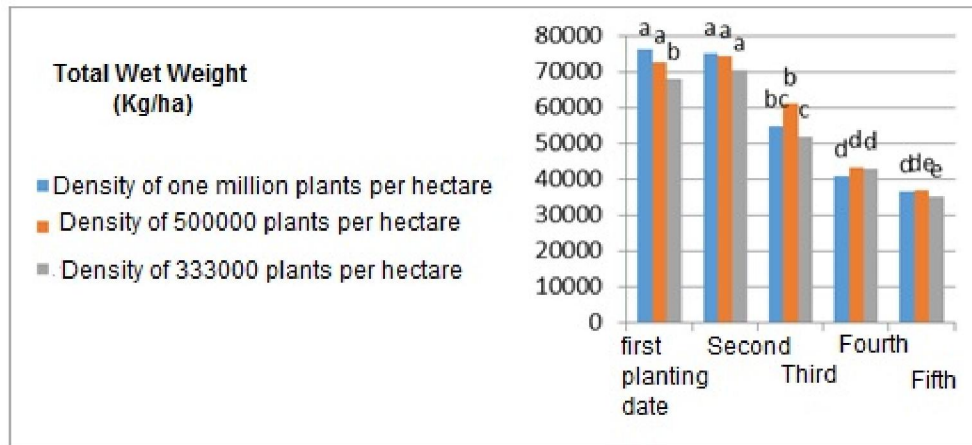 Total Wet Weight
(Kg/ha)
Density of one million plants per hectare
Density of 500000 plants per hectare
Density of 333000 plants per hectare
80000
70000
60000
50000
40000
30000
20000
10000
0
a a b
a a a
bc b c
d d d
d de e
first planting date
Second
Third
Fourth
Fifth